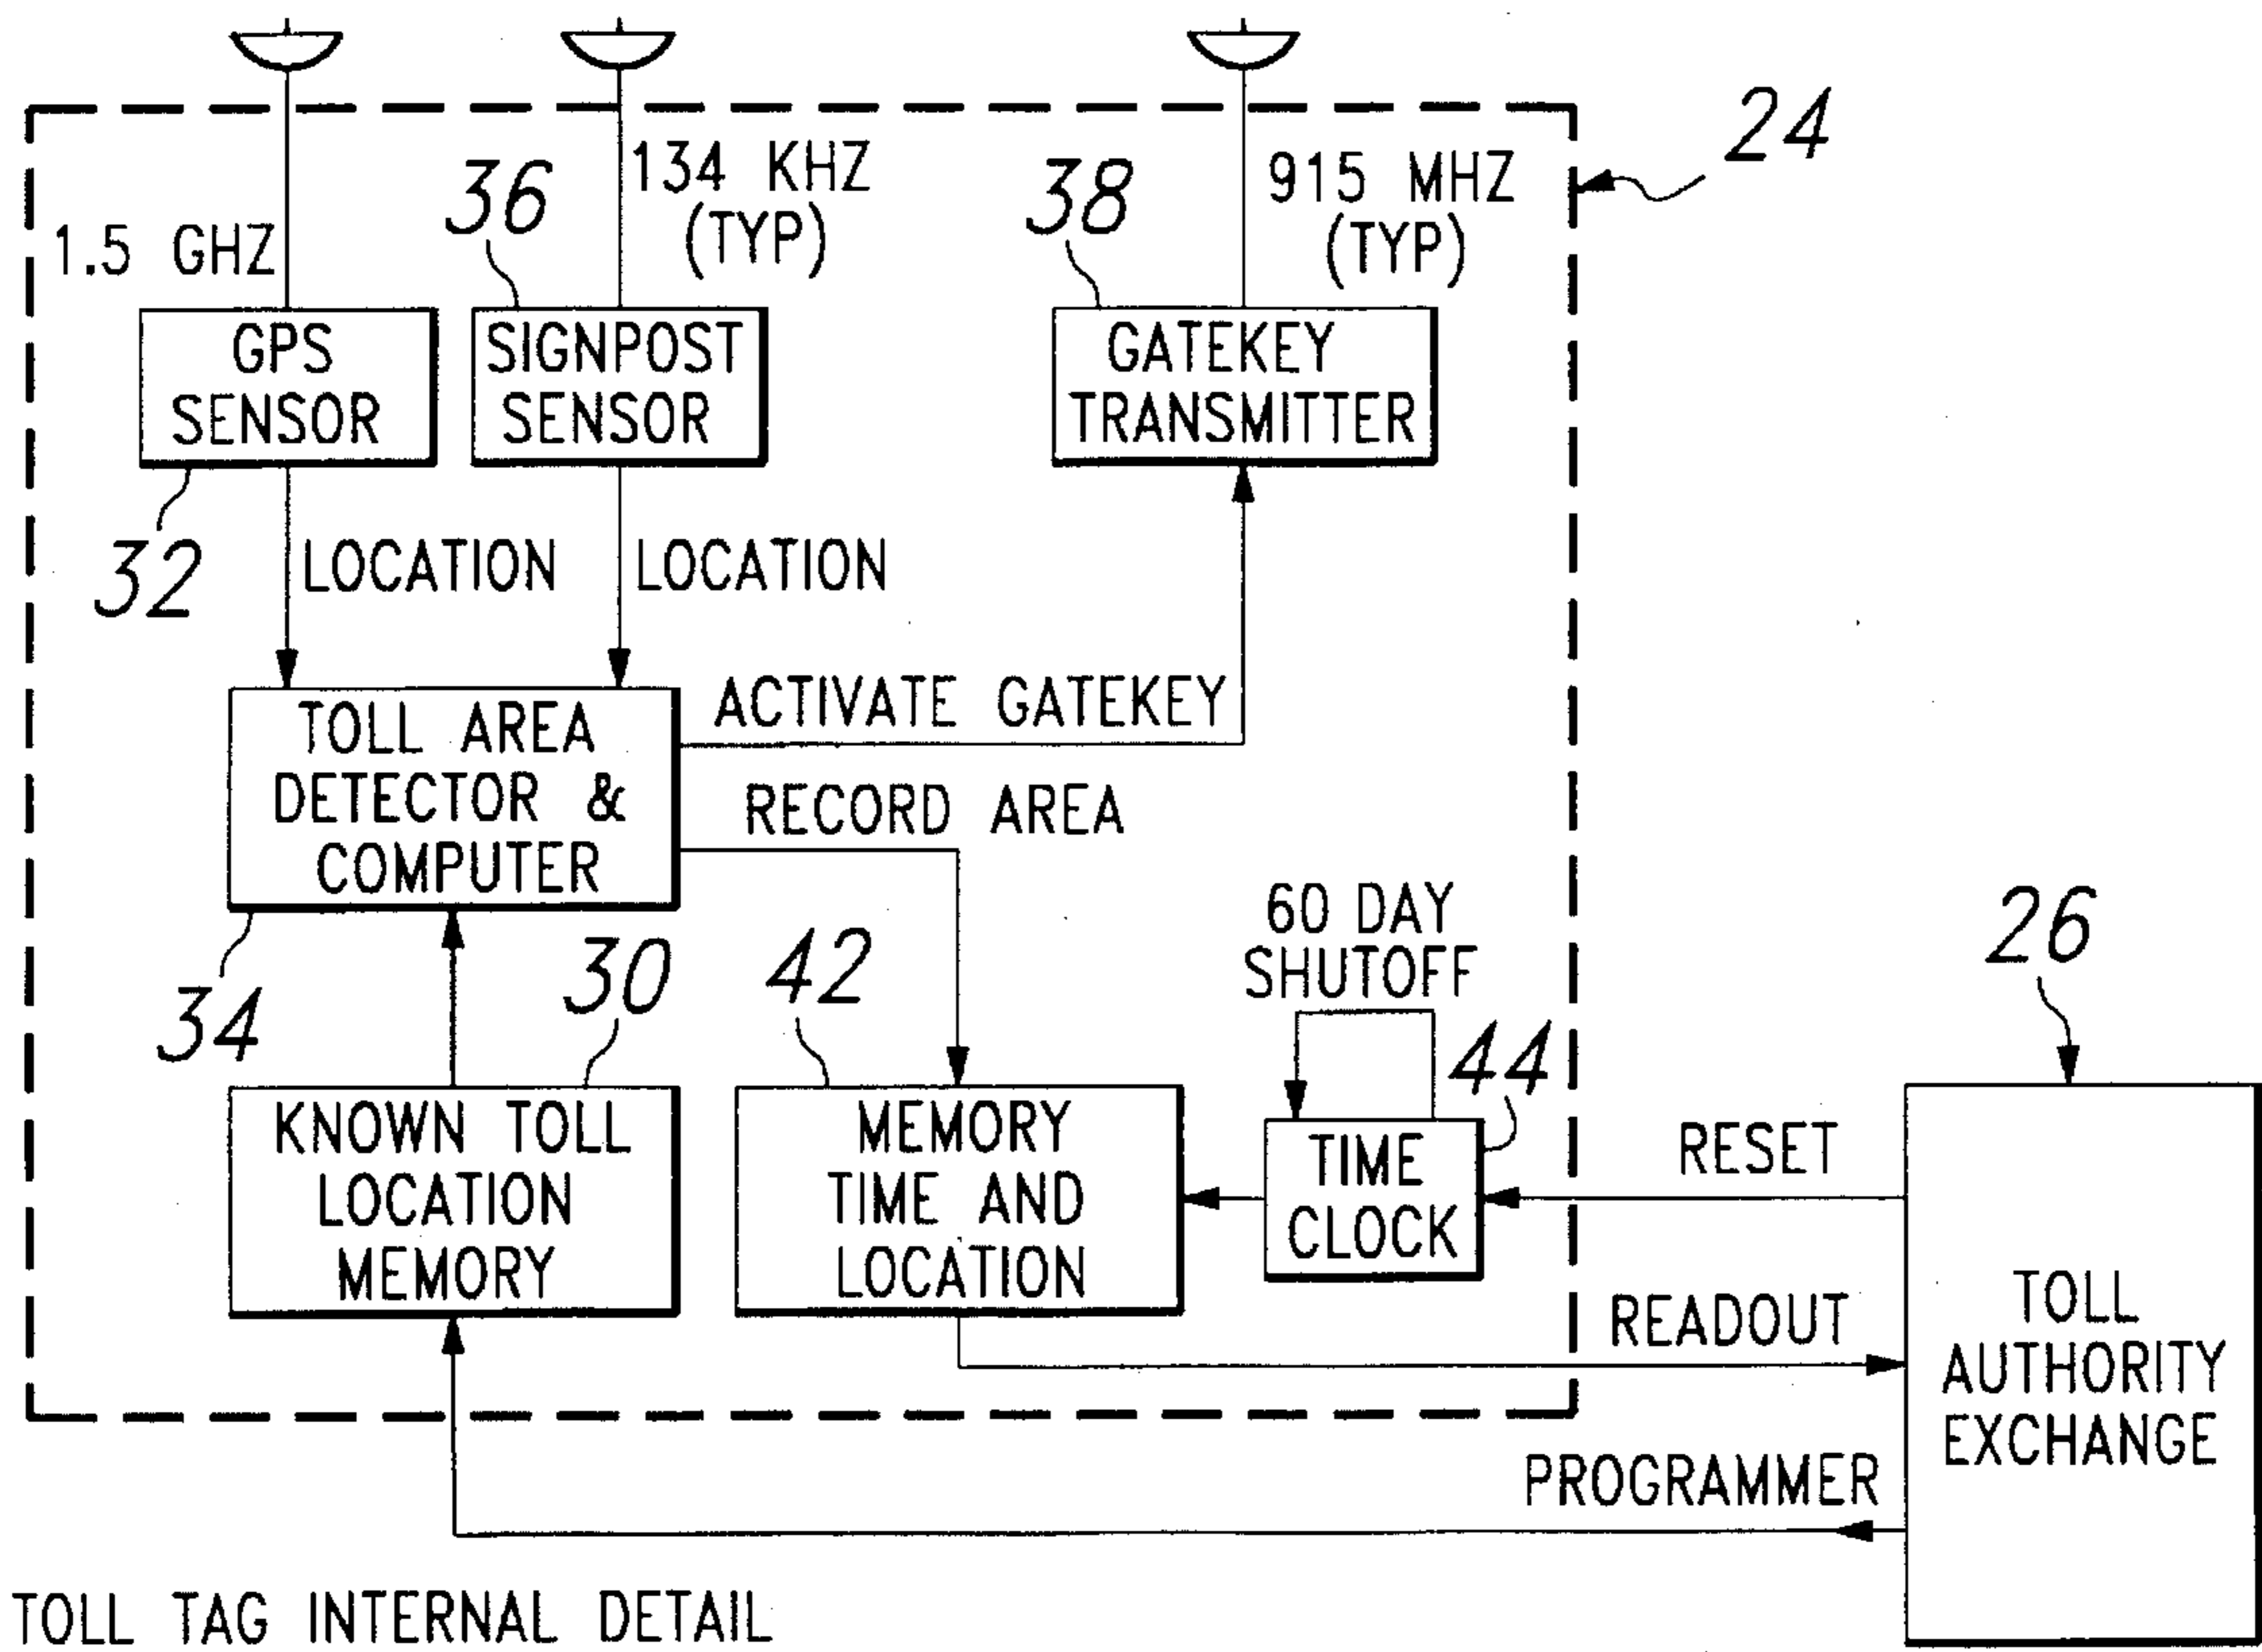 24
36
134 KHZ
(TYP)
38
915 MHZ
(TYP)
1.5 GHZ
GPS
SENSOR
SIGNPOST
SENSOR
GATEKEY
TRANSMITTER
32
LOCATION
LOCATION
ACTIVATE GATEKEY
TOLL AREA
DETECTOR &
COMPUTER
RECORD AREA
34
30
42
60 DAY
SHUTOFF
44
26
KNOWN TOLL
LOCATION
MEMORY
MEMORY
TIME AND
LOCATION
TIME
CLOCK
RESET
READOUT
PROGRAMMER
TOLL
AUTHORITY
EXCHANGE
TOLL TAG INTERNAL DETAIL